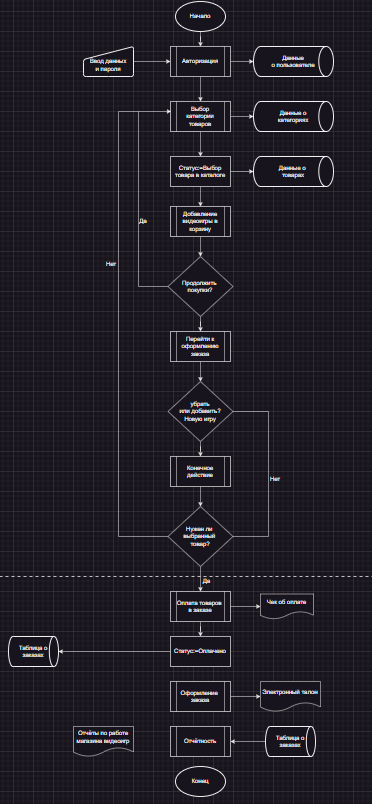 Начало
Ввод данных
и пароля
Авторизация
Данные
о пользователе
Выбор
категории
товаров
Данные о
категориях
Статус:=Выбор
товара в каталоге
Данные о
товарах
Добавление
видеоигры в
корзину
Да
Нет
Продолжить
покупки?
Перейти к
оформлению
заказа
убрать
или добавить?
Новую игру
Конечное
действие
Нет
Нужен ли
выбранный
товар?
Да
Оплата товаров
в заказе
Чек об оплате
Таблица о
заказах
Статус:=Оплачено
Оформление
заказа
Электронный талон
Отчёты по работе
магазина видеоигр
Отчётность
Таблица о
заказах
Конец